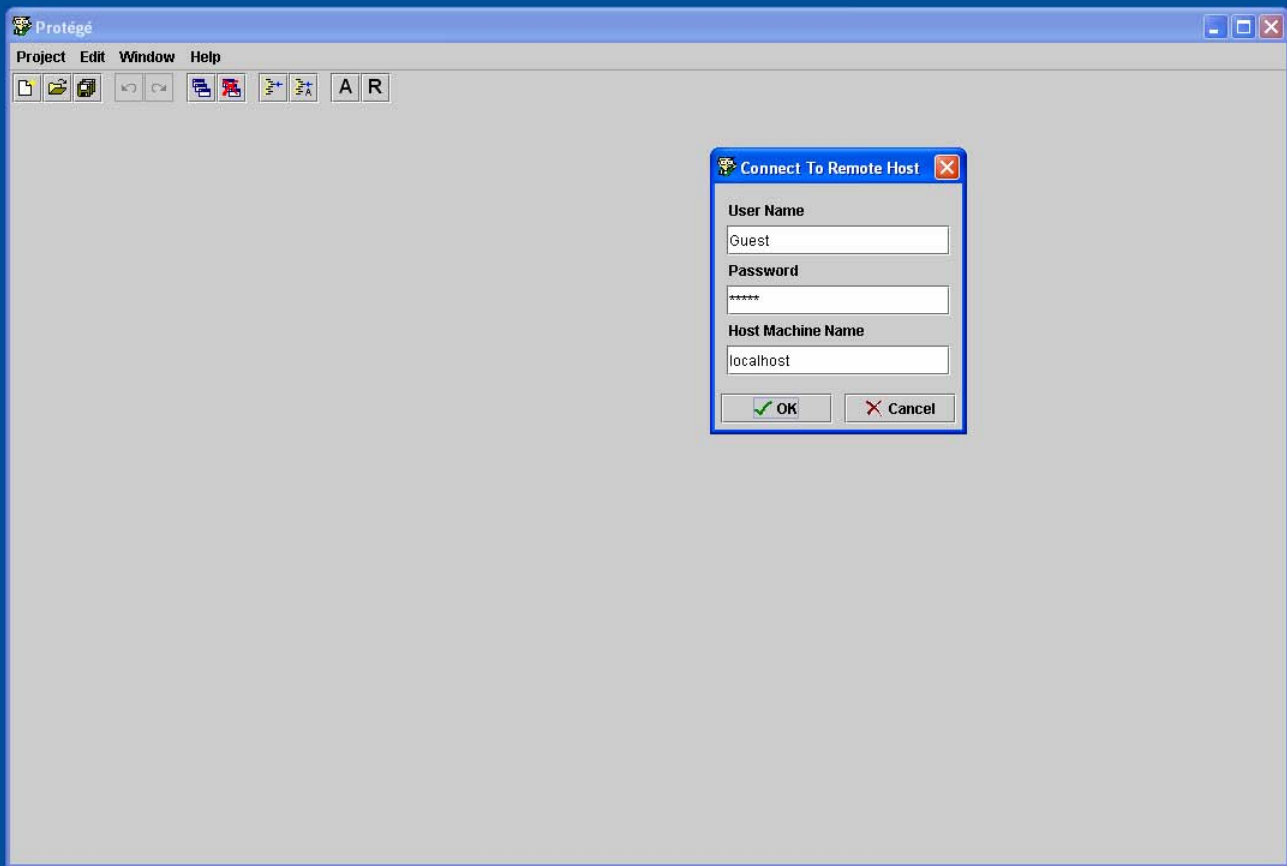 Protégé
Project Edit Window Help
A R
Connect To Remote Host
User Name
Guest
Password
*****
Host Machine Name
localhost
OK Cancel